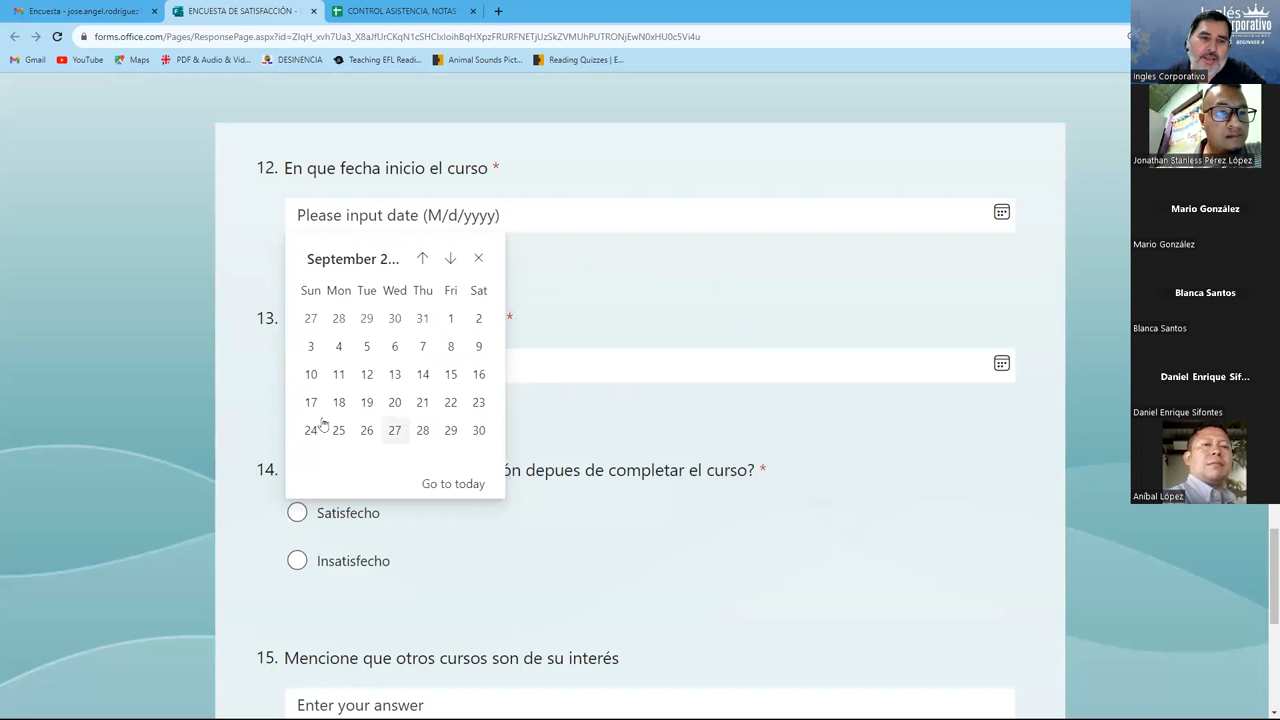 Encuesta - jose.angel.rodriguez
ENCUESTA DE SATISFACCIÓN -
CONTROL ASISTENCIA, NOTAS
forms.office.com/Pages/ResponsePage.aspx?id=
Gmail
YouTube
Maps
PDF & Audio & Vid...
DESINENCIA
Teaching EFL Readi...
Animal Sounds Pict...
Reading Quizzes | E...
12. En que fecha inicio el curso *
Please input date (M/d/yyyy)
September 2...
Sun Mon Tue Wed Thu Fri Sat
27 28 29 30 31 1 2
3 4 5 6 7 8 9
10 11 12 13 14 15 16
17 18 19 20 21 22 23
24 25 26 27 28 29 30
Go to today
13. *
14. ón depues de completar el curso? *
Satisfecho
Insatisfecho
15. Mencione que otros cursos son de su interés
Enter your answer
Inglés
BEGINNER 4
Ingles Corporativo
Jonathan Stanless Pérez López
Mario González
Mario González
Blanca Santos
Blanca Santos
Daniel Enrique Sif...
Daniel Enrique Sifontes
Aníbal López